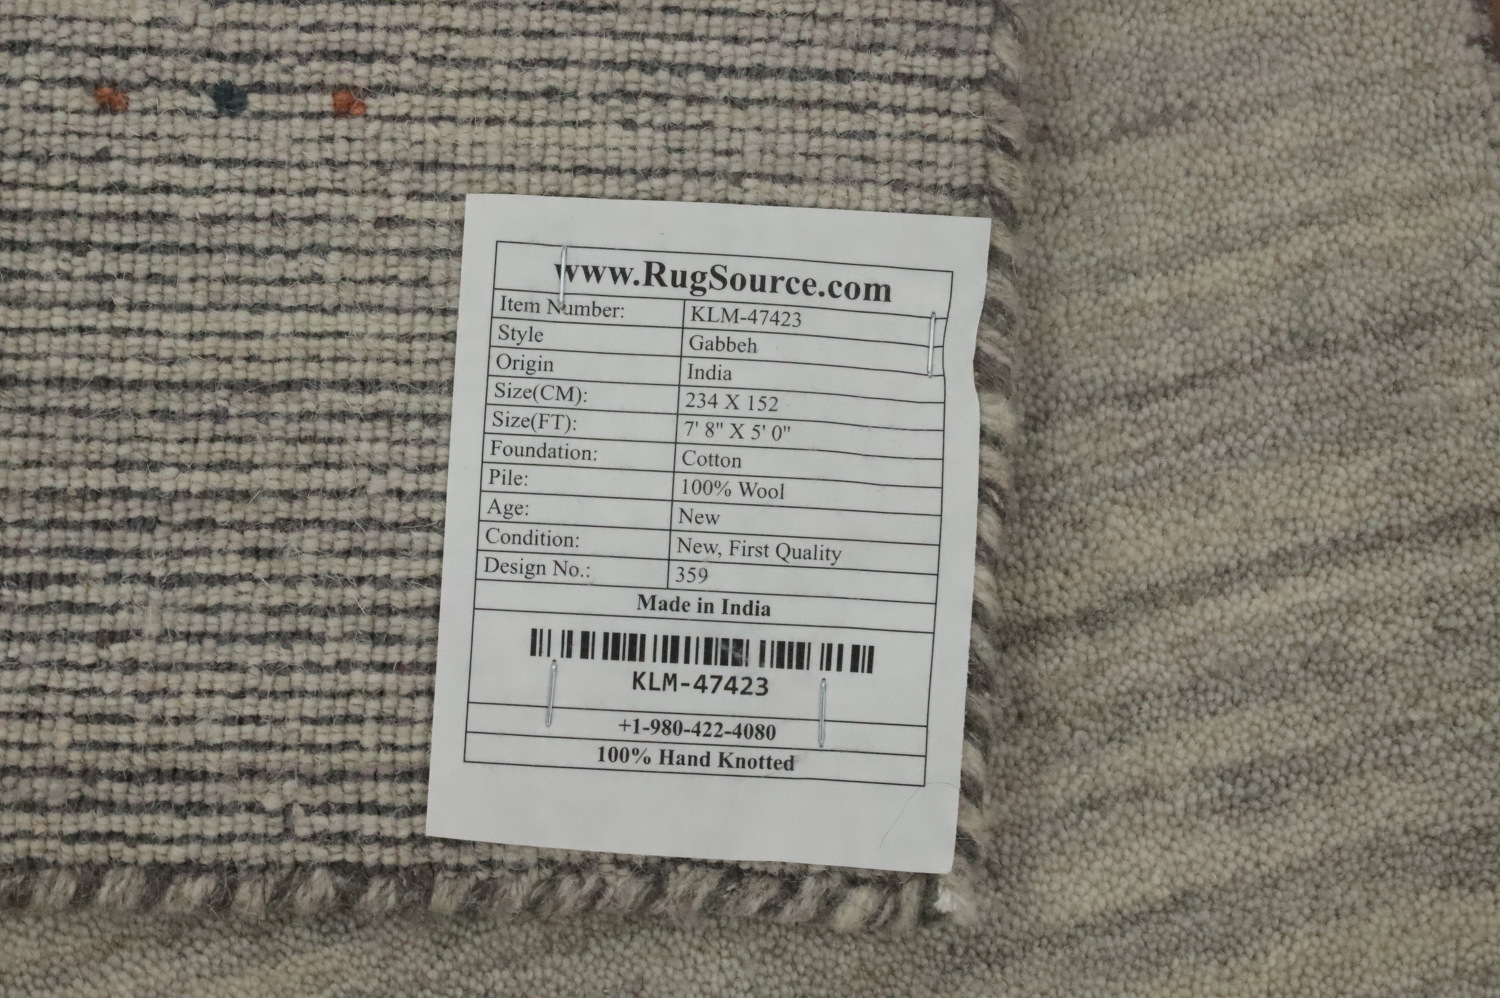 www.RugSource.com
Item Number: KLM-47423
Style Gabbeh
Origin India
Size(CM): 234 X 152
Size(FT): 7' 8" X 5' 0"
Foundation: Cotton
Pile: 100% Wool
Age: New
Condition: New, First Quality
Design No.: 359
Made in India
KLM-47423
+1-980-422-4080
100% Hand Knotted